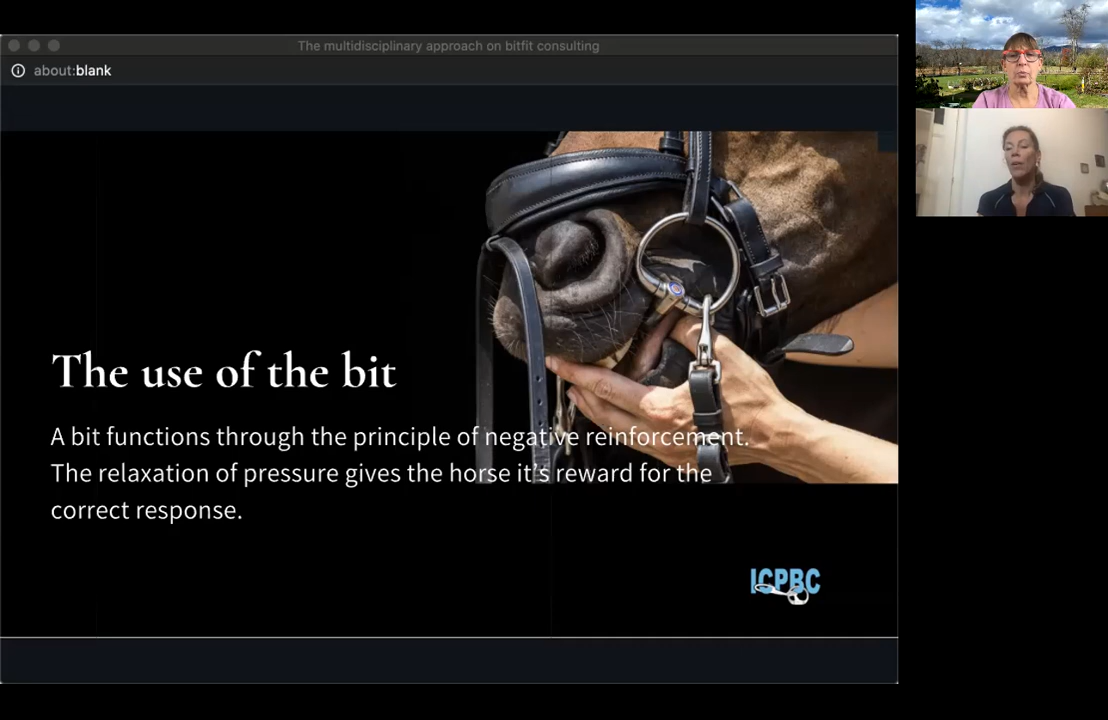 The multidisciplinary approach on bitfit consulting
about:blank
The use of the bit
A bit functions through the principle of negative reinforcement.
The relaxation of pressure gives the horse it's reward for the
correct response.
ICPBC